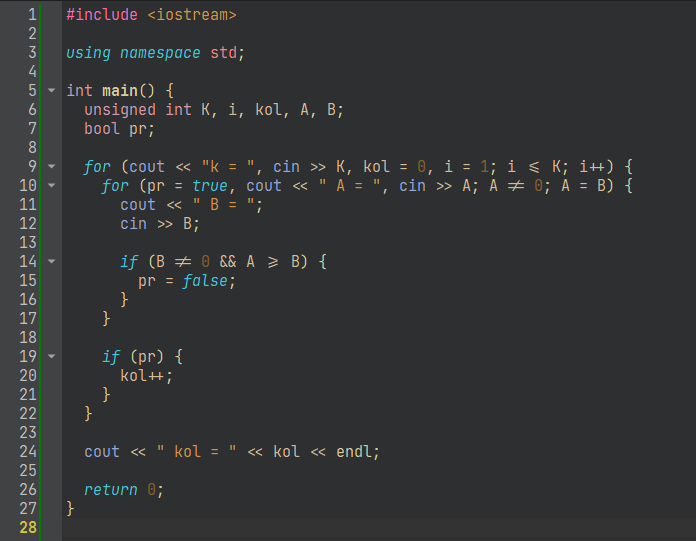 1 #include <iostream>
2
3 using namespace std;
4
5 int main() {
6 unsigned int K, i, kol, A, B;
7 bool pr;
8
9 for (cout << "k = ", cin >> K, kol = 0, i = 1; i <= K; i++) {
10 for (pr = true, cout << " A = ", cin >> A; A != 0; A = B) {
11 cout << " B = ";
12 cin >> B;
13
14 if (B != 0 && A >= B) {
15 pr = false;
16 }
17 }
18
19 if (pr) {
20 kol++;
21 }
22 }
23
24 cout << " kol = " << kol << endl;
25
26 return 0;
27 }
28